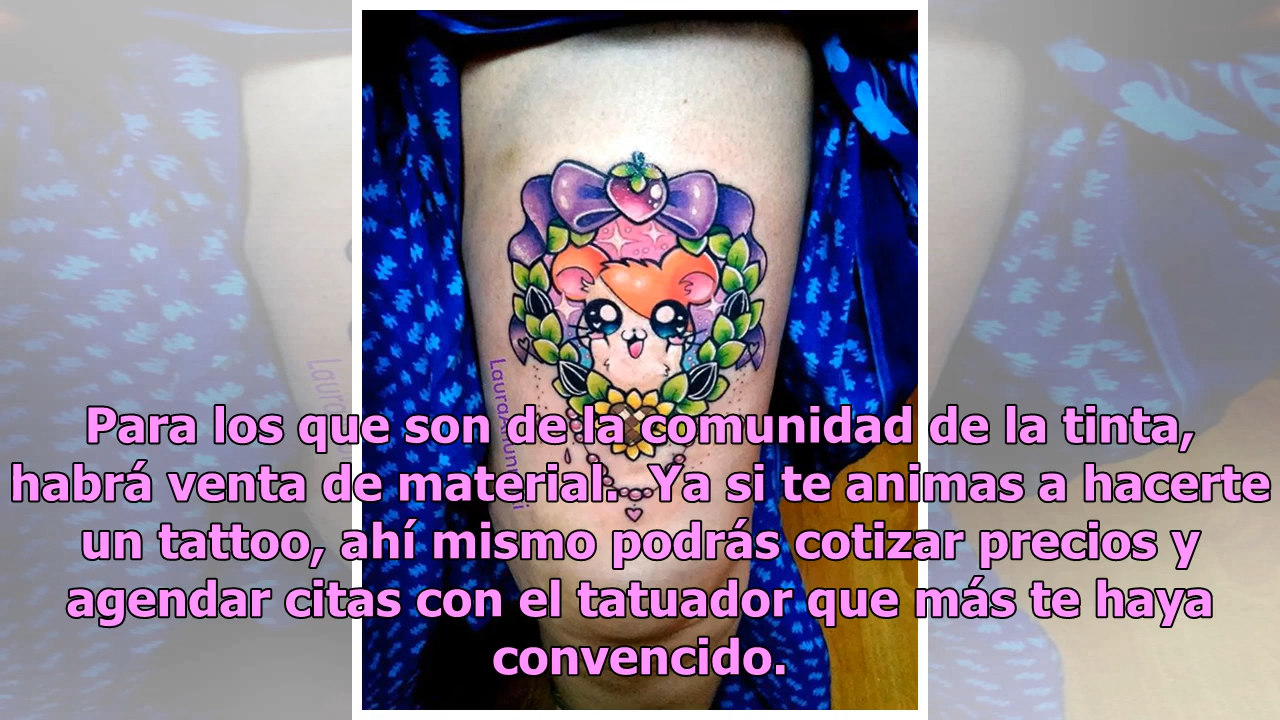 Para los que son de la comunidad de la tinta,
habrá venta de material.  Ya si te animas a hacerte
un tattoo, ahí mismo podrás cotizar precios y
agendar citas con el tatuador que más te haya
convencido.